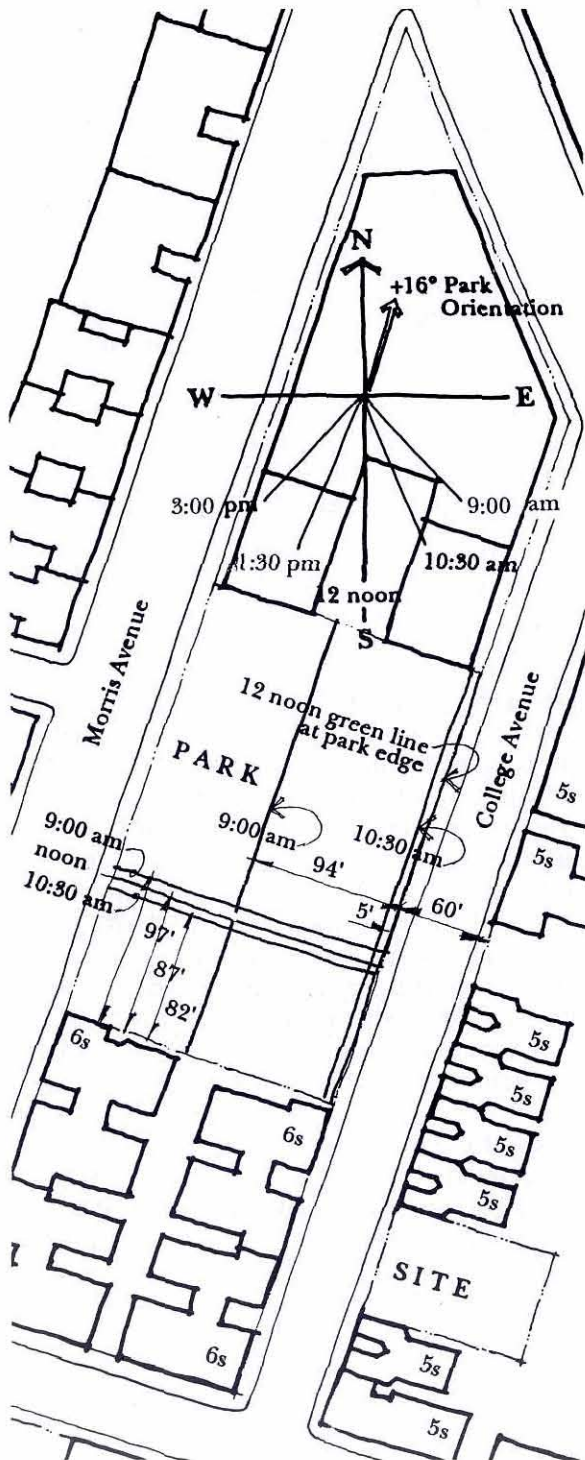 N
+16° Park
Orientation
W
E
3:00 pm
9:00 am
1:30 pm
10:30 am
12 noon
S
Morris Avenue
12 noon green line
at park edge
College Avenue
PARK
5s
9:00 am
9:00 am
10:30 am
5s
noon
94'
10:30 am
5'
60'
97'
87'
82'
6s
5s
5s
6s
5s
5s
SITE
6s
5s
5s